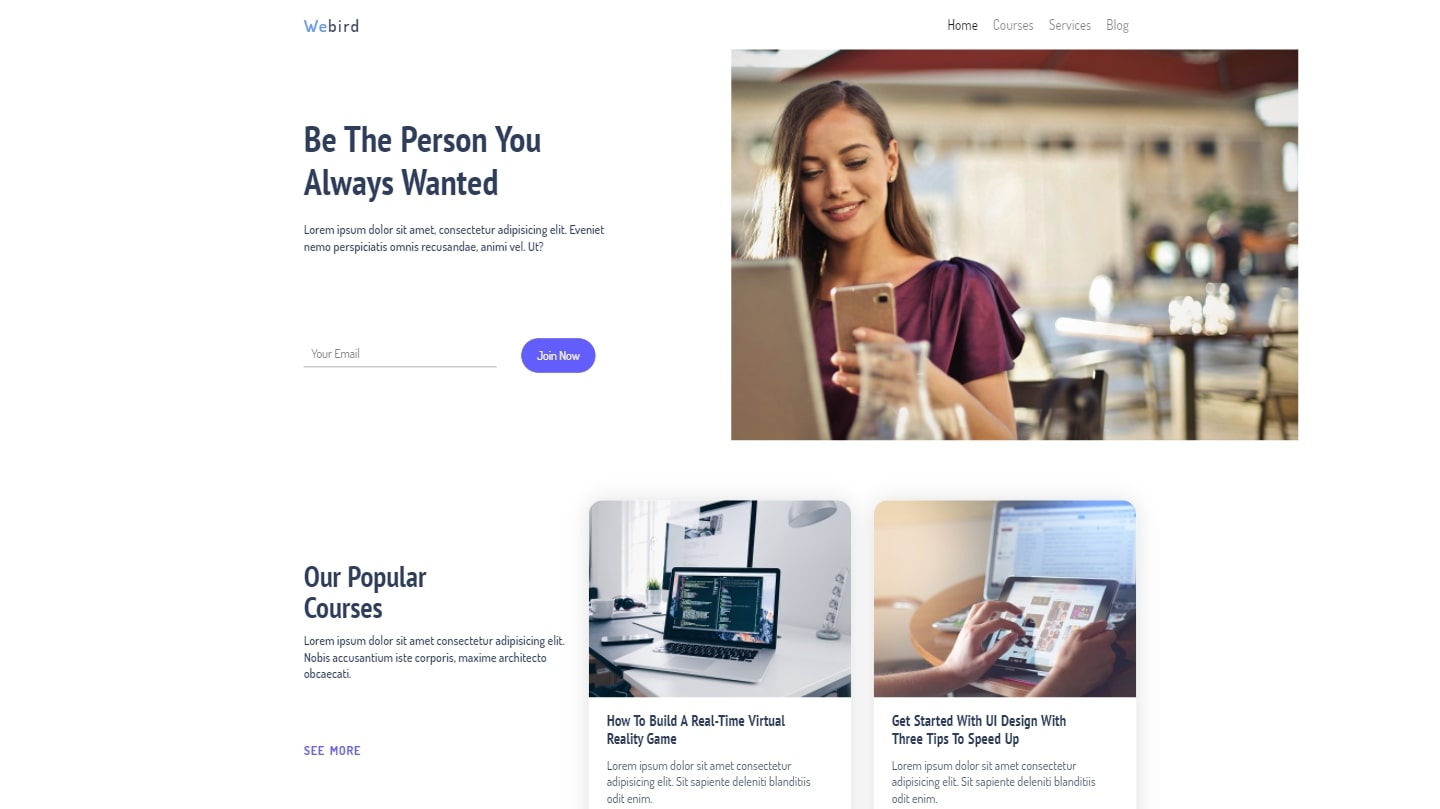 Webird
Home Courses Services Blog
Be The Person You
Always Wanted
Lorem ipsum dolor sit amet, consectetur adipisicing elit. Eveniet
nemo perspiciatis omnis recusandae, animi vel. Ut?
Your Email
Join Now
Our Popular
Courses
Lorem ipsum dolor sit amet consectetur adipisicing elit.
Nobis accusantium iste corporis, maxime architecto
obcaecati.
SEE MORE
How To Build A Real-Time Virtual
Reality Game
Lorem ipsum dolor sit amet consectetur
adipisicing elit. Sit sapiente deleniti blanditiis
odit enim.
Get Started With UI Design With
Three Tips To Speed Up
Lorem ipsum dolor sit amet consectetur
adipisicing elit. Sit sapiente deleniti blanditiis
odit enim.